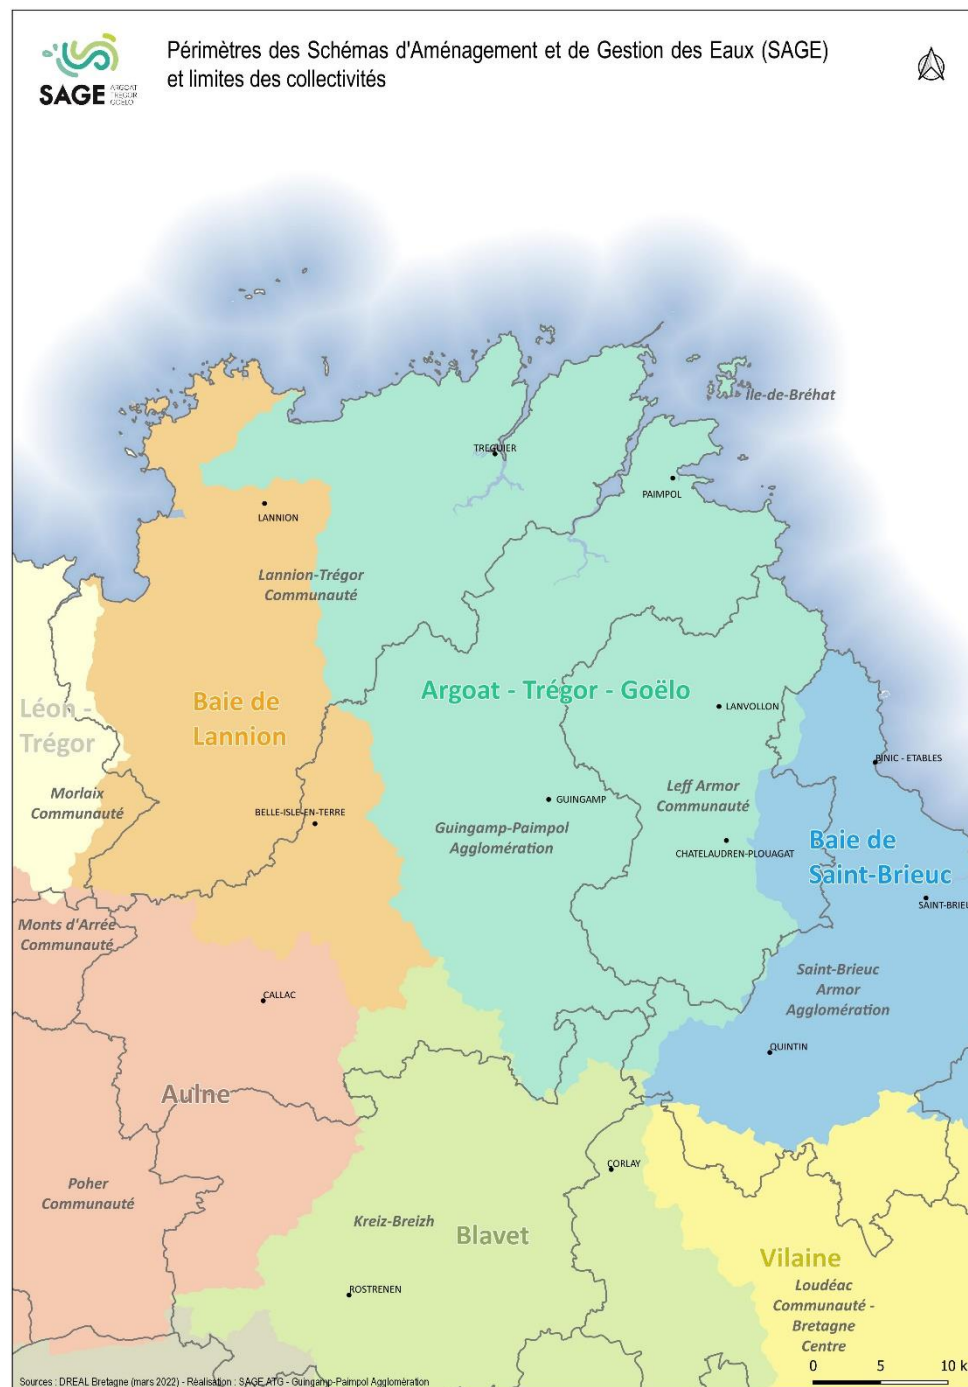 Périmètres des Schémas d'Aménagement et de Gestion des Eaux (SAGE)
et limites des collectivités
SAGE
ARGOAT
TRÉGOR
GOËLO
Ile-de-Bréhat
TREGUIER
PAIMPOL
LANNION
Lannion-Trégor
Communauté
Argoat - Trégor - Goëlo
Baie de
Lannion
Léon -
Trégor
LANVOLLON
BINIC - ETABLES
Morlaix
Communauté
BELLE-ISLE-EN-TERRE
GUINGAMP
Leff Armor
Communauté
Guingamp-Paimpol
Agglomération
CHATELAUDREN-PLOUAGAT
Baie de
Saint-Brieuc
SAINT-BRIEU
Monts d'Arrée
Communauté
CALLAC
Saint-Brieuc
Armor
Agglomération
QUINTIN
Aulne
CORLAY
Poher
Communauté
Kreiz-Breizh
Blavet
Vilaine
ROSTRENEN
Loudéac
Communauté -
Bretagne
Centre
0 5 10 k
Sources : DREAL Bretagne (mars 2022) - Réalisation : SAGE ATG - Guingamp-Paimpol Agglomération